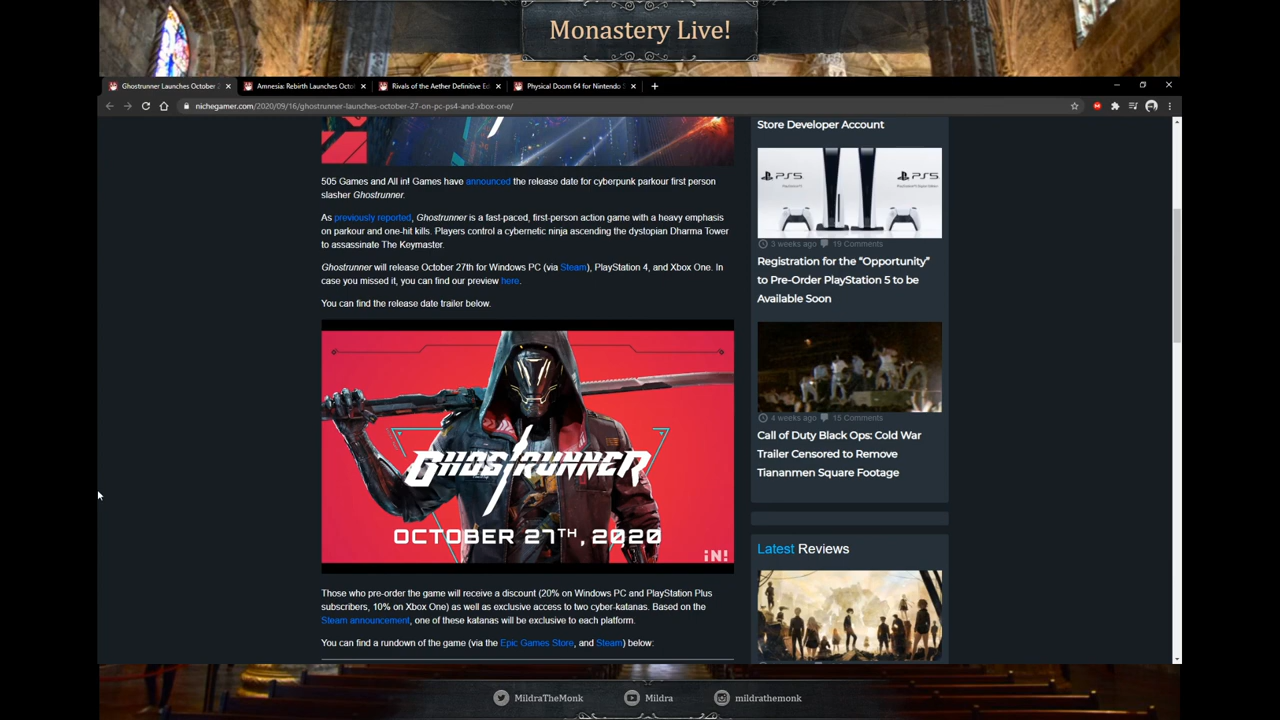 Monastery Live!
Ghostrunner Launches October 2
Amnesia: Rebirth Launches Octo
Rivals of the Aether Definitive Ed
Physical Doom 64 for Nintendo S
nichegamer.com/2020/09/16/ghostrunner-launches-october-27-on-pc-ps4-and-xbox-one/
505 Games and All in! Games have announced the release date for cyberpunk parkour first person
slasher Ghostrunner.
As previously reported, Ghostrunner is a fast-paced, first-person action game with a heavy emphasis
on parkour and one-hit kills. Players control a cybernetic ninja ascending the dystopian Dharma Tower
to assassinate The Keymaster.
Ghostrunner will release October 27th for Windows PC (via Steam), PlayStation 4, and Xbox One. In
case you missed it, you can find our preview here.
You can find the release date trailer below.
GHOSTRUNNER
OCTOBER 27TH, 2020
iN!
Those who pre-order the game will receive a discount (20% on Windows PC and PlayStation Plus
subscribers, 10% on Xbox One) as well as exclusive access to two cyber-katanas. Based on the
Steam announcement, one of these katanas will be exclusive to each platform.
You can find a rundown of the game (via the Epic Games Store, and Steam) below:
Store Developer Account
PS5
PS5
3 weeks ago 19 Comments
Registration for the “Opportunity”
to Pre-Order PlayStation 5 to be
Available Soon
4 weeks ago 15 Comments
Call of Duty Black Ops: Cold War
Trailer Censored to Remove
Tiananmen Square Footage
Latest Reviews
MildraTheMonk
Mildra
mildrathemonk